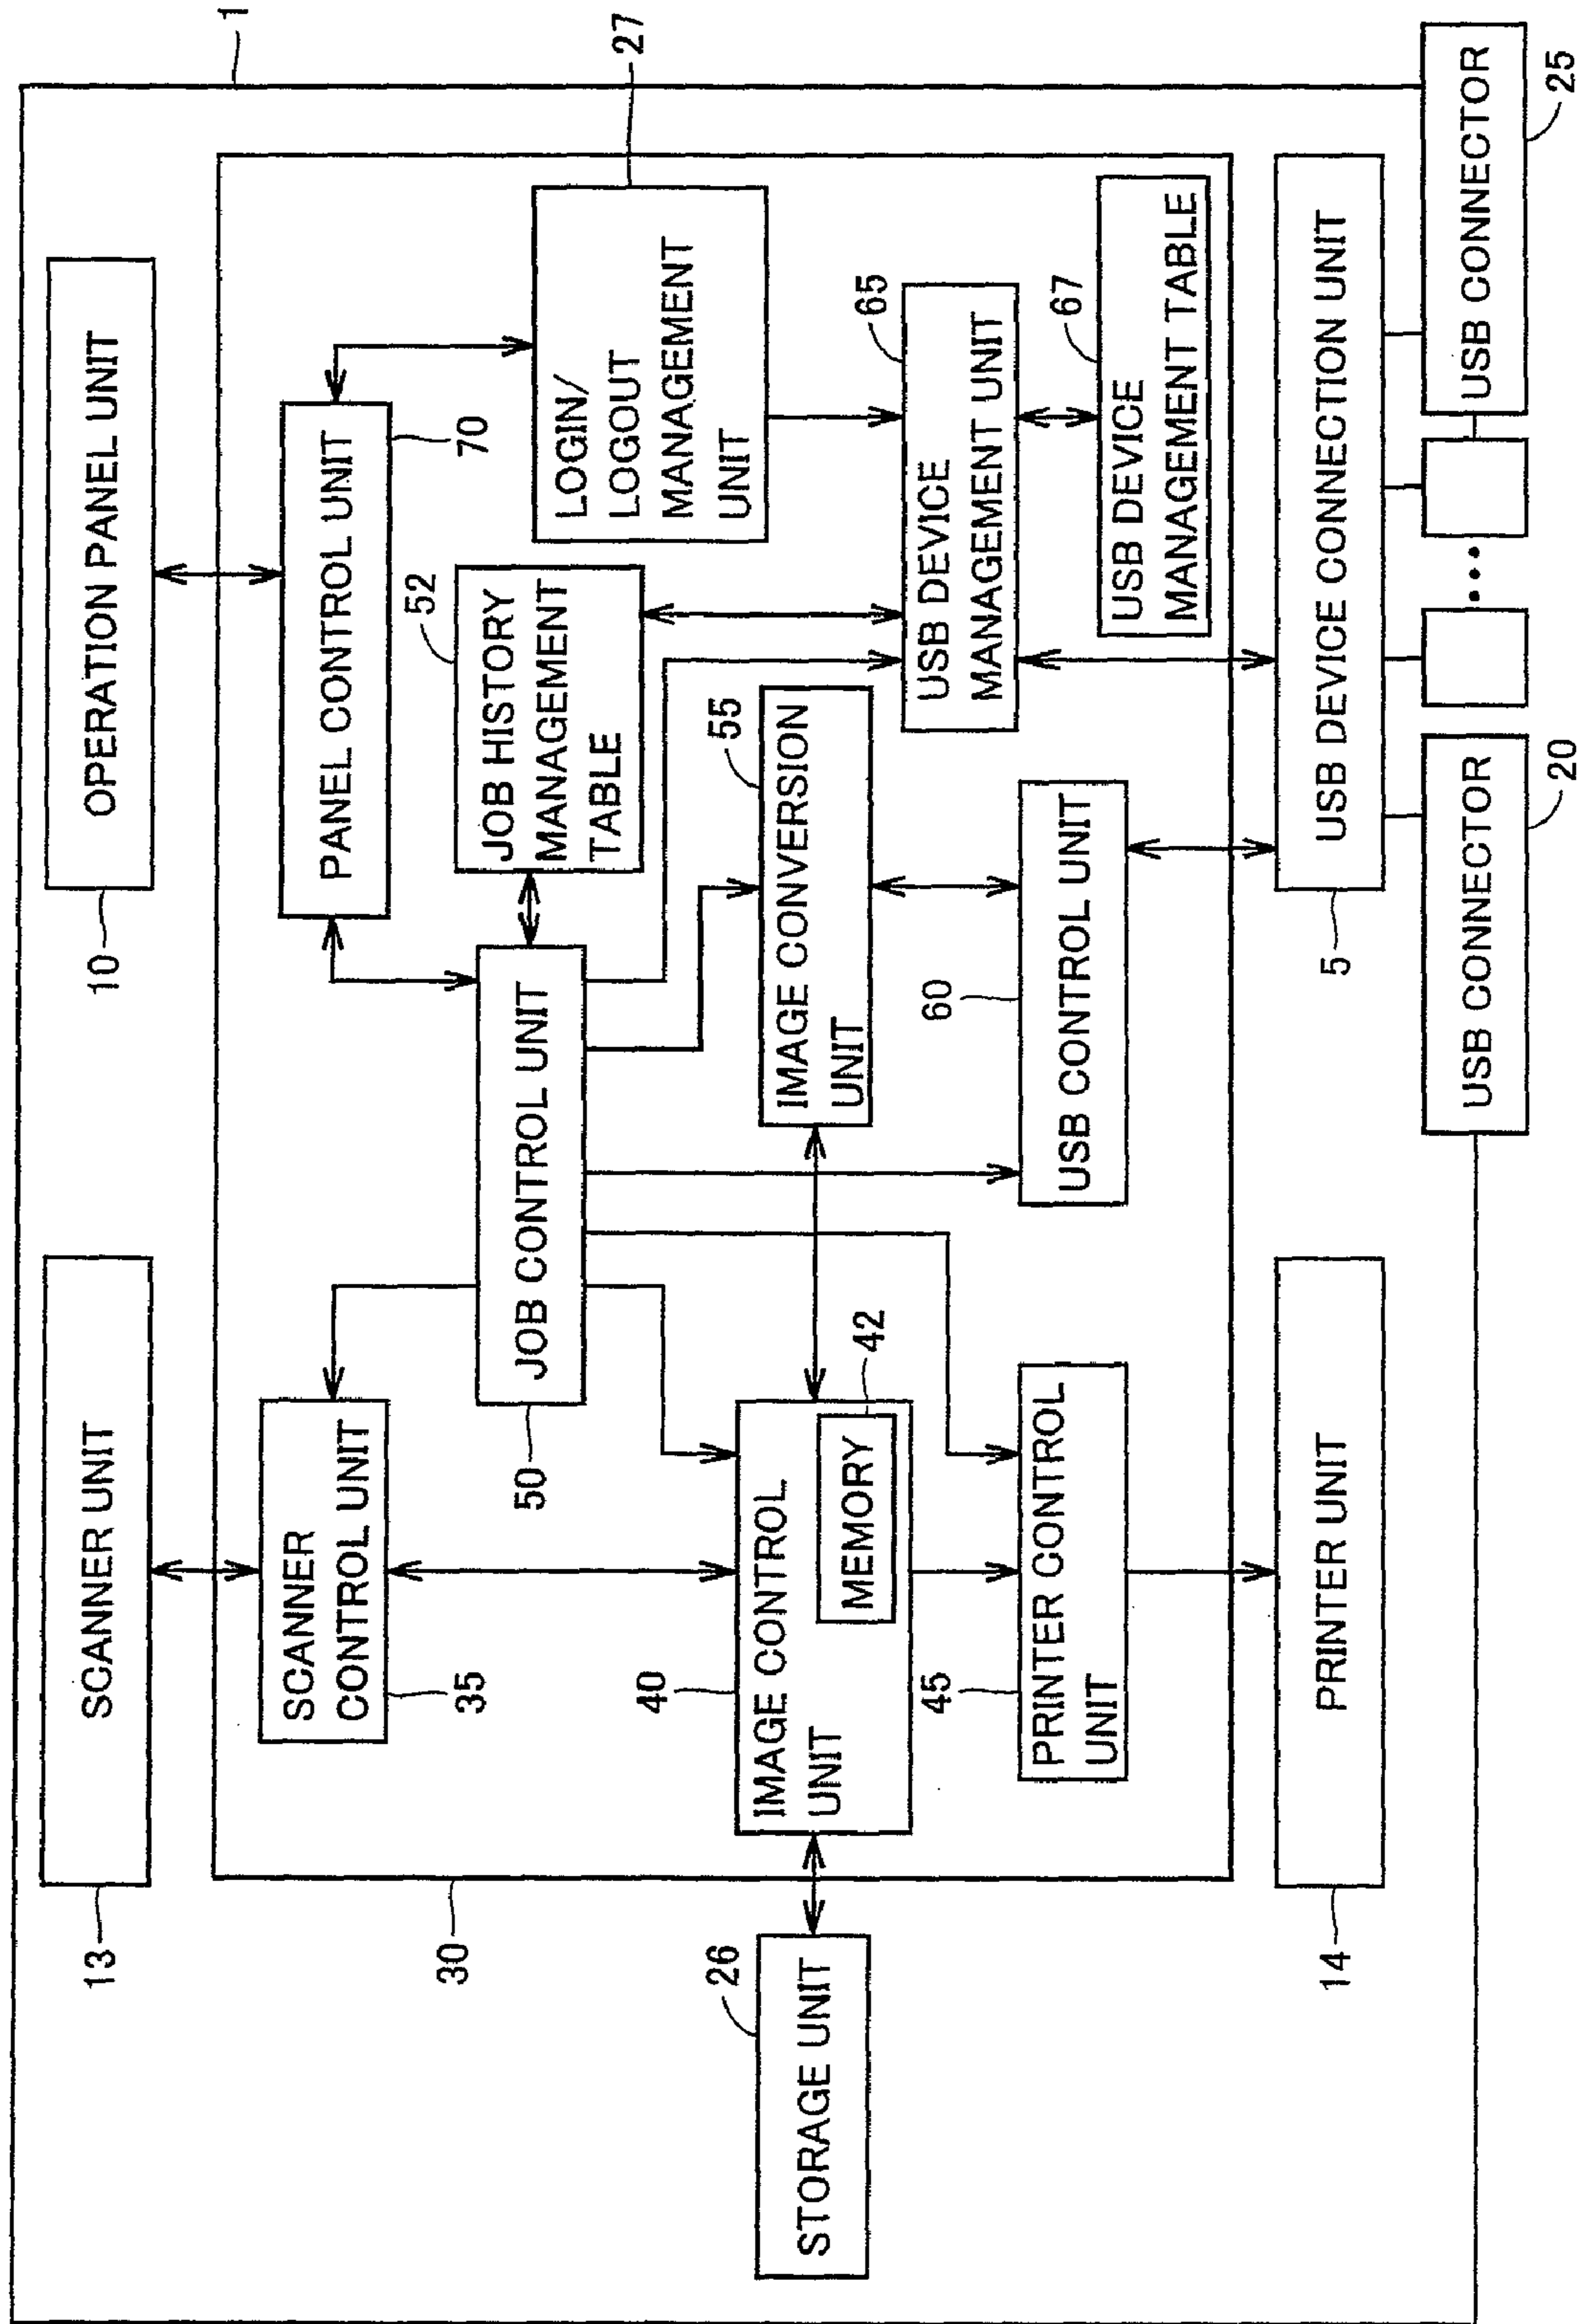 1
13
SCANNER UNIT
10
OPERATION PANEL UNIT
30
SCANNER
CONTROL UNIT
35
PANEL CONTROL UNIT
70
50
JOB CONTROL UNIT
JOB HISTORY
MANAGEMENT
TABLE
52
LOGIN/
LOGOUT
MANAGEMENT
UNIT
27
26
STORAGE UNIT
40
IMAGE CONTROL
UNIT
MEMORY
42
IMAGE CONVERSION
UNIT
55
USB DEVICE
MANAGEMENT UNIT
65
45
PRINTER CONTROL
UNIT
60
USB CONTROL UNIT
USB DEVICE
MANAGEMENT TABLE
67
14
PRINTER UNIT
5
USB DEVICE CONNECTION UNIT
USB CONNECTOR
20
USB CONNECTOR
25